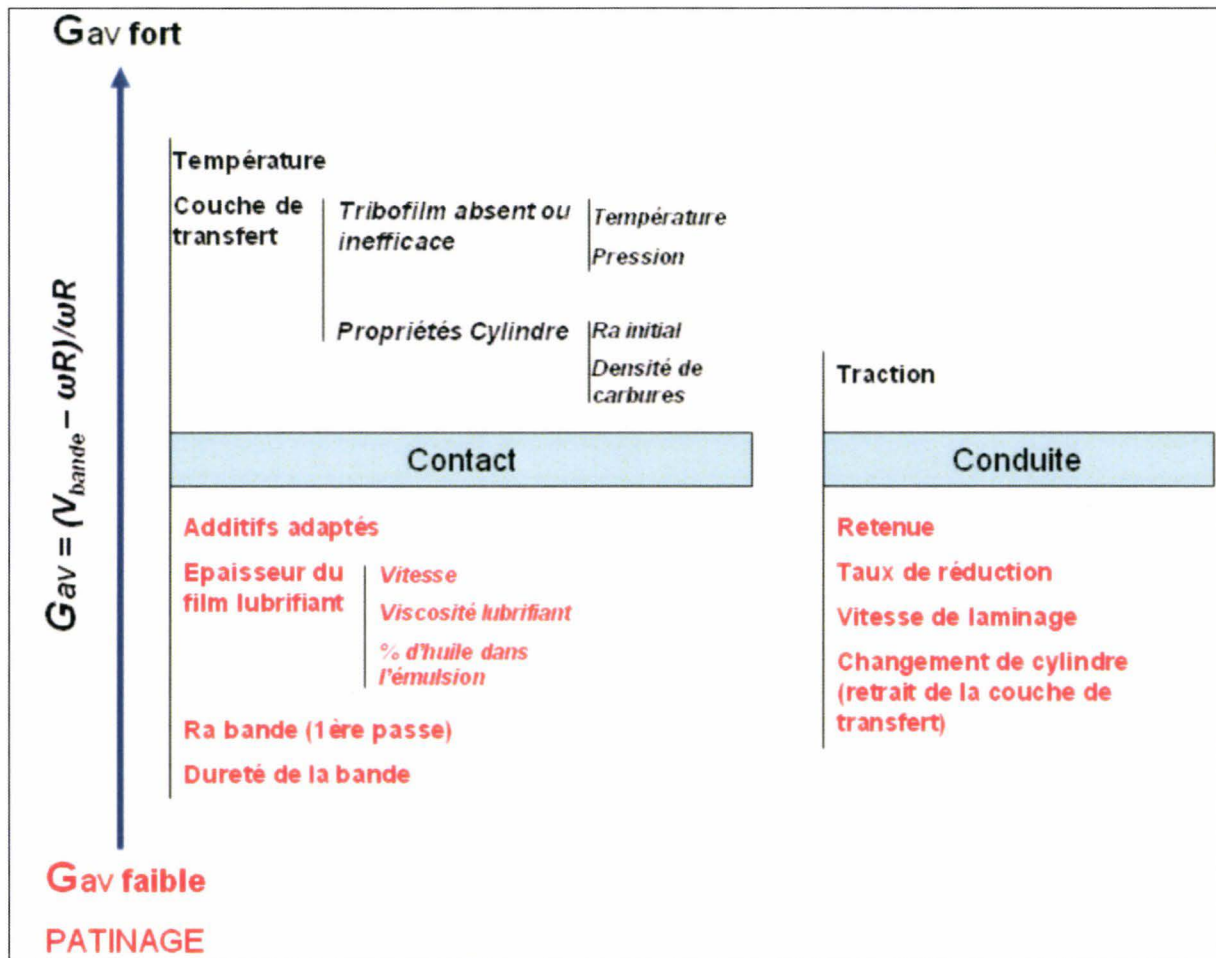 Gav fort
Gav = (Vbande – ωR)/ωR
Température
Couche de
transfert
Tribofilm absent ou
inefficace
Température
Pression
Propriétés Cylindre
Ra initial
Densité de
carbures
Traction
Contact
Conduite
Additifs adaptés
Epaisseur du
film lubrifiant
Vitesse
Viscosité lubrifiant
% d'huile dans
l'émulsion
Ra bande (1ère passe)
Dureté de la bande
Retenue
Taux de réduction
Vitesse de laminage
Changement de cylindre
(retrait de la couche de
transfert)
Gav faible
PATINAGE